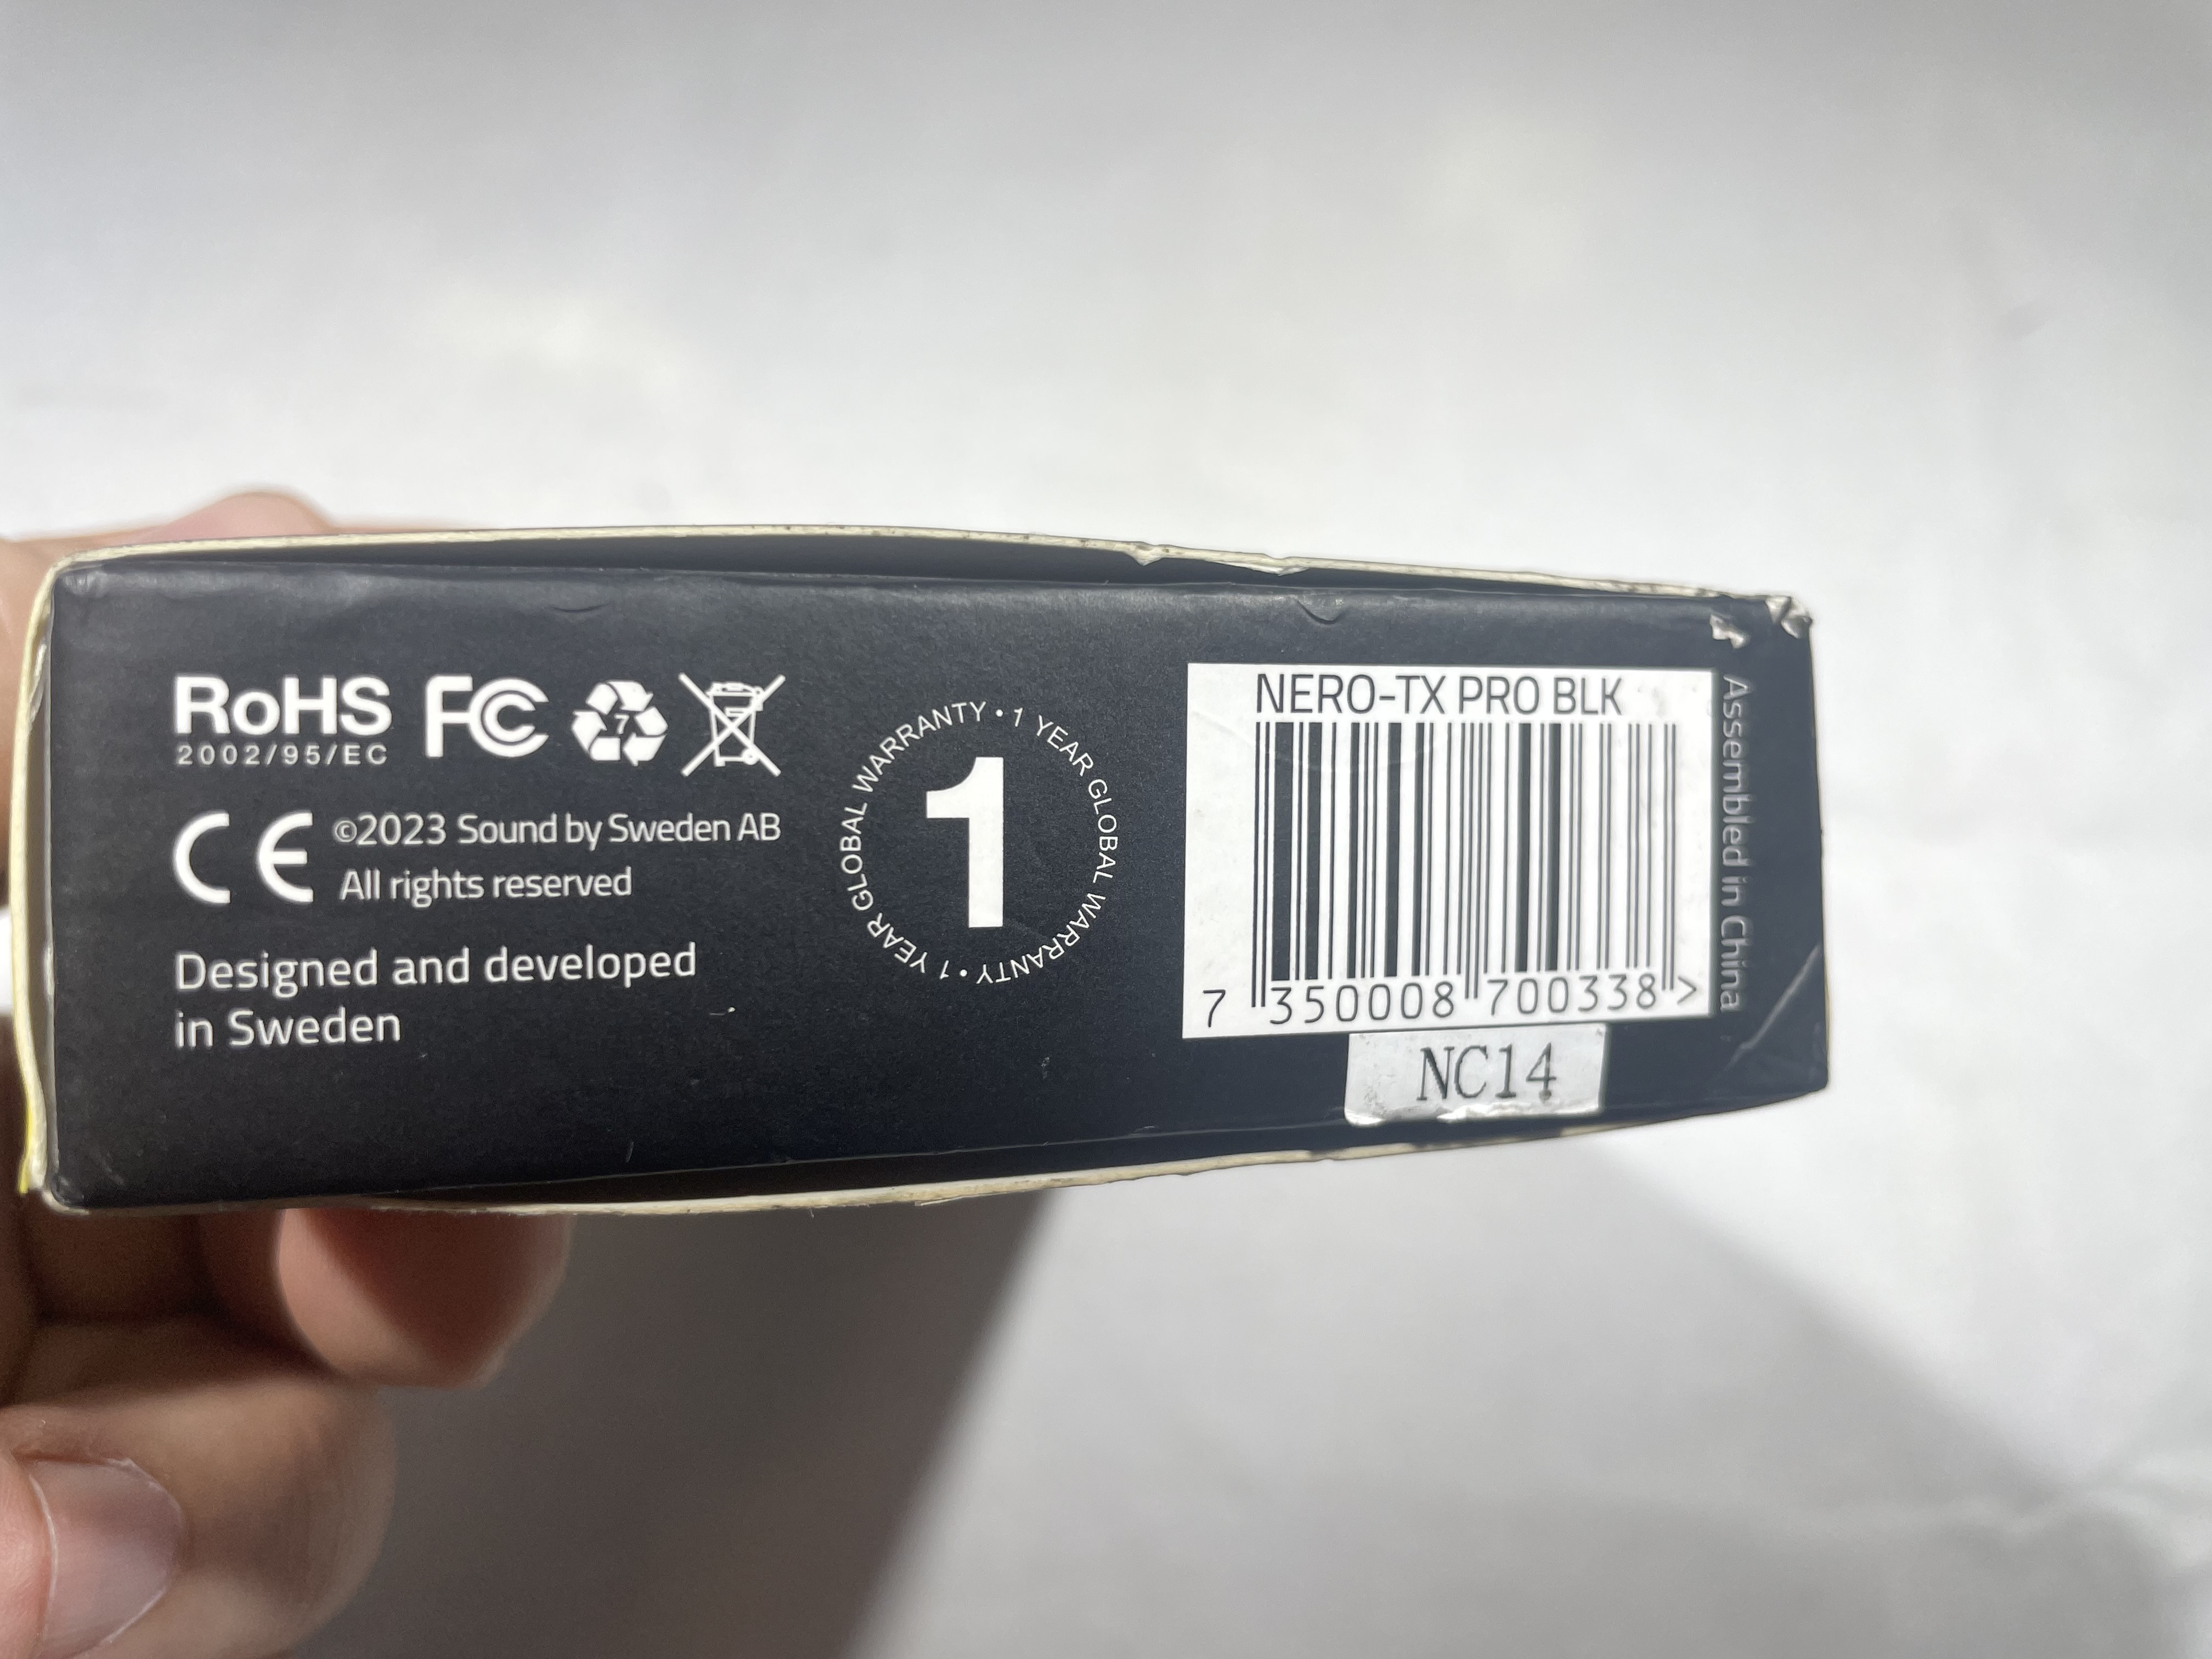 RoHS
2002/95/EC
FC
7
CE
©2023 Sound by Sweden AB
All rights reserved
Designed and developed
in Sweden
1 YEAR GLOBAL WARRANTY • 1 YEAR GLOBAL WARRANTY •
1
NERO-TX PRO BLK
7 350008 700338 >
NC14
Assembled in China